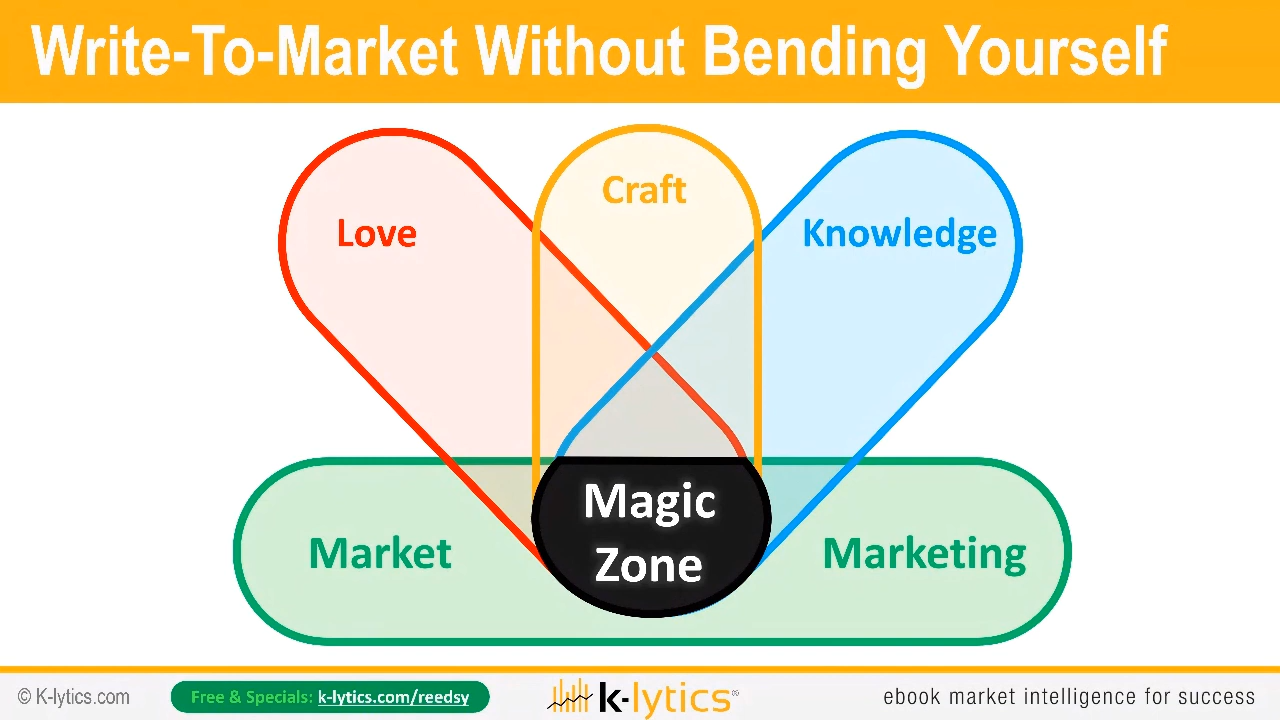 Write-To-Market Without Bending Yourself
Craft
Love
Knowledge
Magic
Zone
Market
Marketing
© K-lytics.com
Free & Specials: k-lytics.com/reedsy
k-lytics®
ebook market intelligence for success